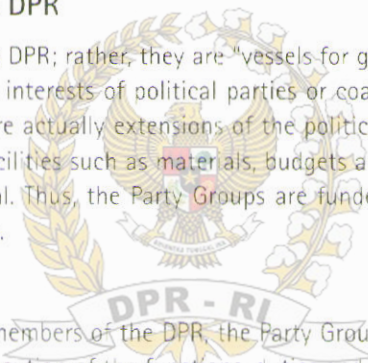 DPR
DPR; rather, they are "vessels for g
interests of political parties or coa
re actually extensions of the politic
cilities such as materials, budgets a
al. Thus, the Party Groups are funde
DPR - RI
members of the DPR, the Party Grou